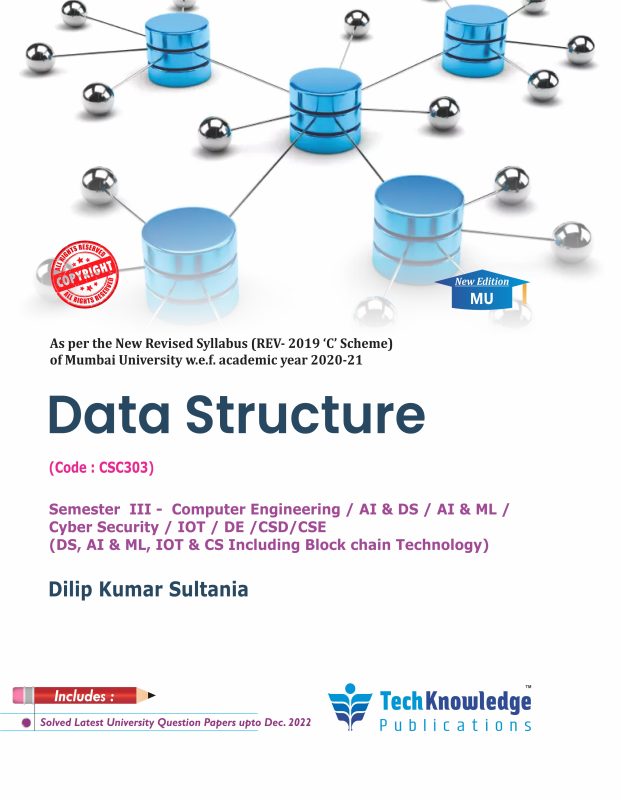 ALL RIGHTS RESERVED
COPYRIGHT
ALL RIGHTS RESERVED
New Edition
MU
As per the New Revised Syllabus (REV- 2019 ‘C’ Scheme)
of Mumbai University w.e.f. academic year 2020-21
Data Structure
(Code : CSC303)
Semester III - Computer Engineering / AI & DS / AI & ML /
Cyber Security / IOT / DE /CSD/CSE
(DS, AI & ML, IOT & CS Including Block chain Technology)
Dilip Kumar Sultania
Includes :
Solved Latest University Question Papers upto Dec. 2022
TechKnowledge™
Publications